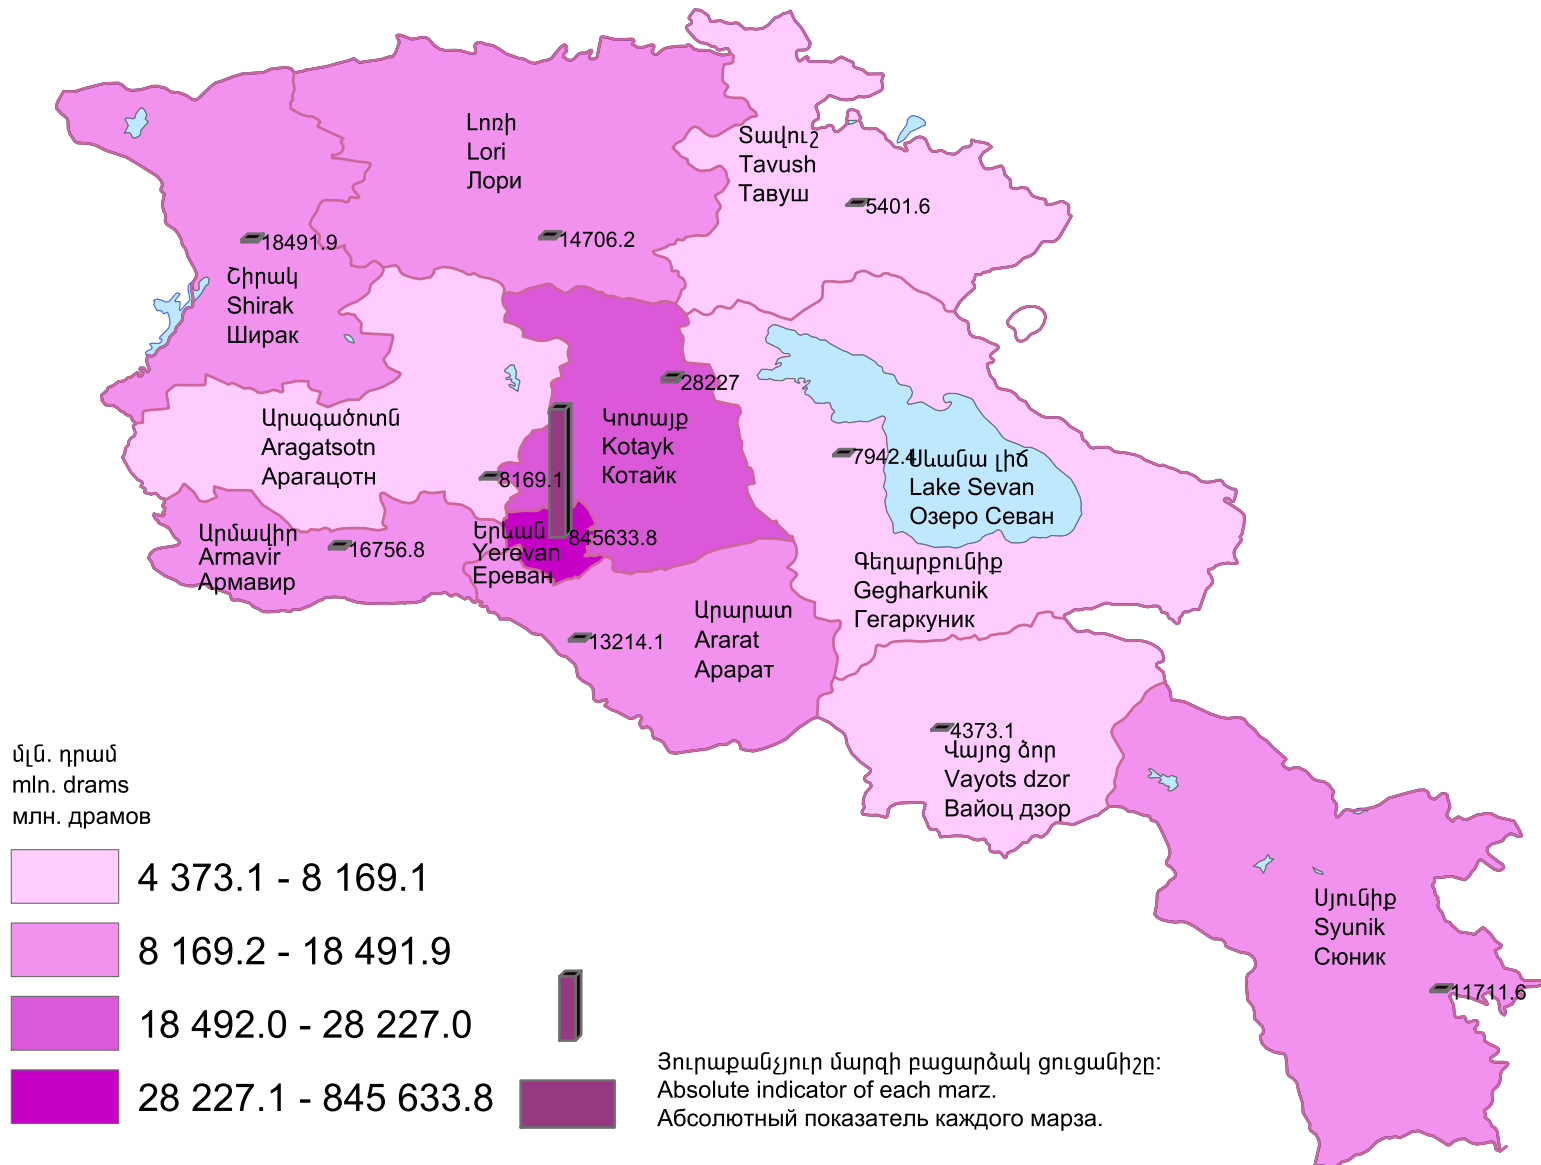 Լոռի
Lori
Лори
14706.2
Տավուշ
Tavush
Тавуш
5401.6
18491.9
Շիրակ
Shirak
Ширак
28227
Կոտայք
Kotayk
Котайк
Արագածոտն
Aragatsotn
Арагацотн
8169.1
7942.4
Սևանա լիճ
Lake Sevan
Озеро Севан
Արմավիր
Armavir
Армавир
16756.8
Երևան
Yerevan
Ереван
845633.8
Գեղարքունիք
Gegharkunik
Гегаркуник
13214.1
Արարատ
Ararat
Арарат
4373.1
Վայոց ձոր
Vayots dzor
Вайоц дзор
Սյունիք
Syunik
Сюник
11711.6
մլն. դրամ
mln. drams
млн. драмов
4 373.1 - 8 169.1
8 169.2 - 18 491.9
18 492.0 - 28 227.0
28 227.1 - 845 633.8
Յուրաքանչյուր մարզի բացարձակ ցուցանիշը:
Absolute indicator of each marz.
Абсолютный показатель каждого марза.